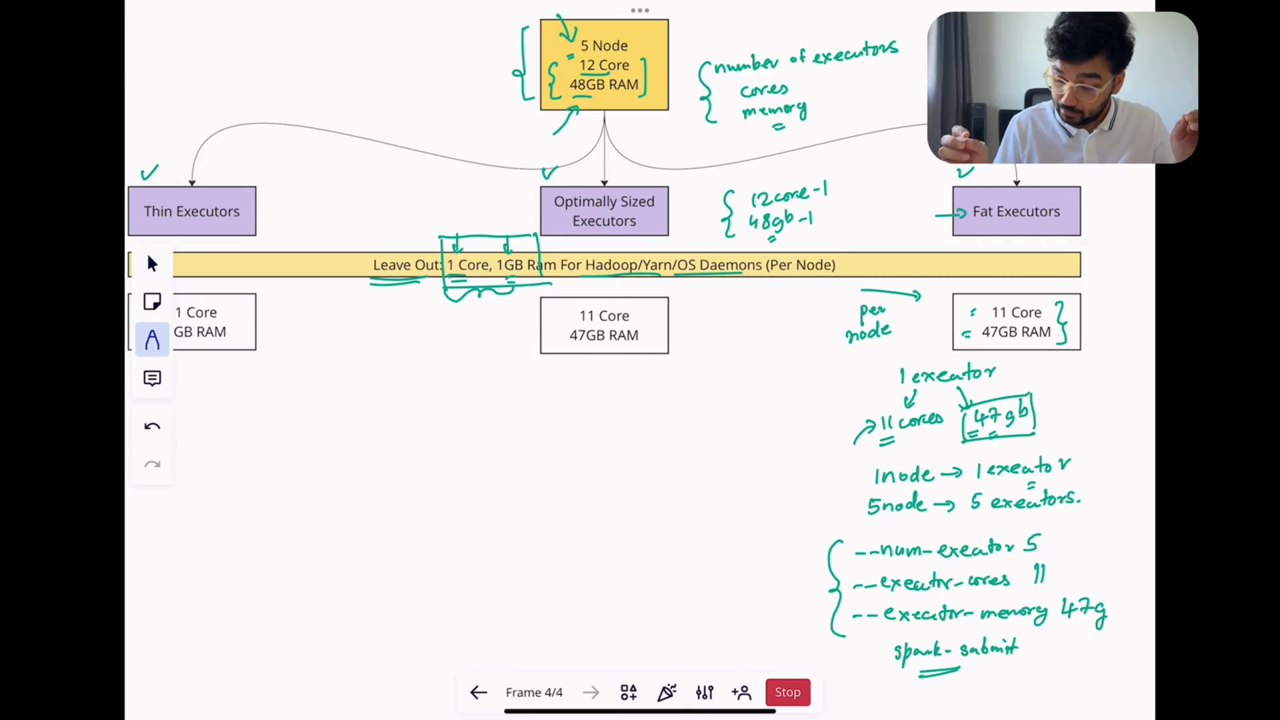 5 Node
12 Core
48GB RAM
number of executors
cores
memory
Thin Executors
Optimally Sized
Executors
12core-1
48gb-1
Fat Executors
Leave Out: 1 Core, 1GB Ram For Hadoop/Yarn/OS Daemons (Per Node)
1 Core
GB RAM
11 Core
47GB RAM
per
node
11 Core
47GB RAM
1 executor
11 cores 47gb
1node → 1 executor
5node → 5 executors.
--num-executor 5
--executor-cores 11
--executor-memory 47g
spark-submit
Frame 4/4
Stop